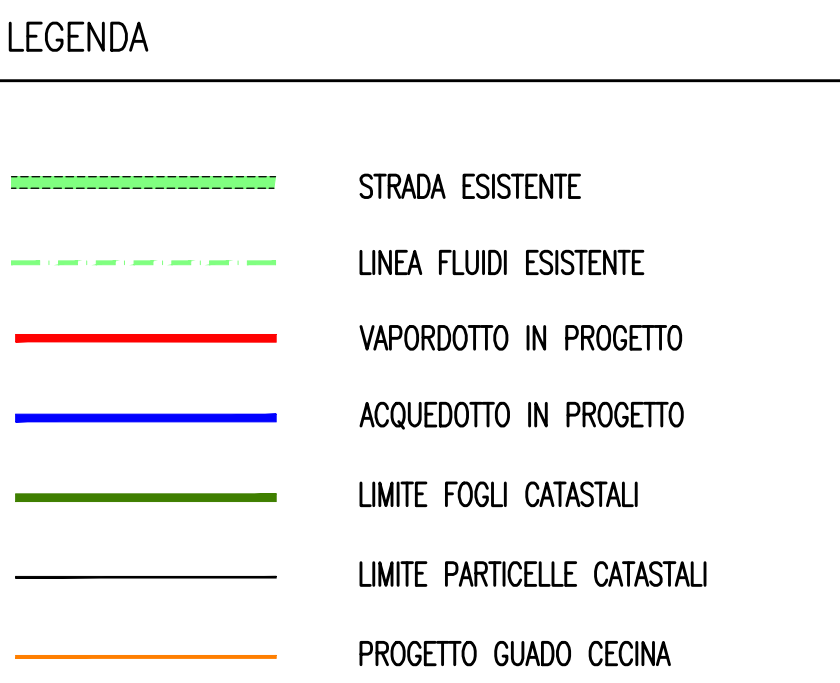 LEGENDA
STRADA ESISTENTE
LINEA FLUIDI ESISTENTE
VAPORDOTTO IN PROGETTO
ACQUEDOTTO IN PROGETTO
LIMITE FOGLI CATASTALI
LIMITE PARTICELLE CATASTALI
PROGETTO GUADO CECINA